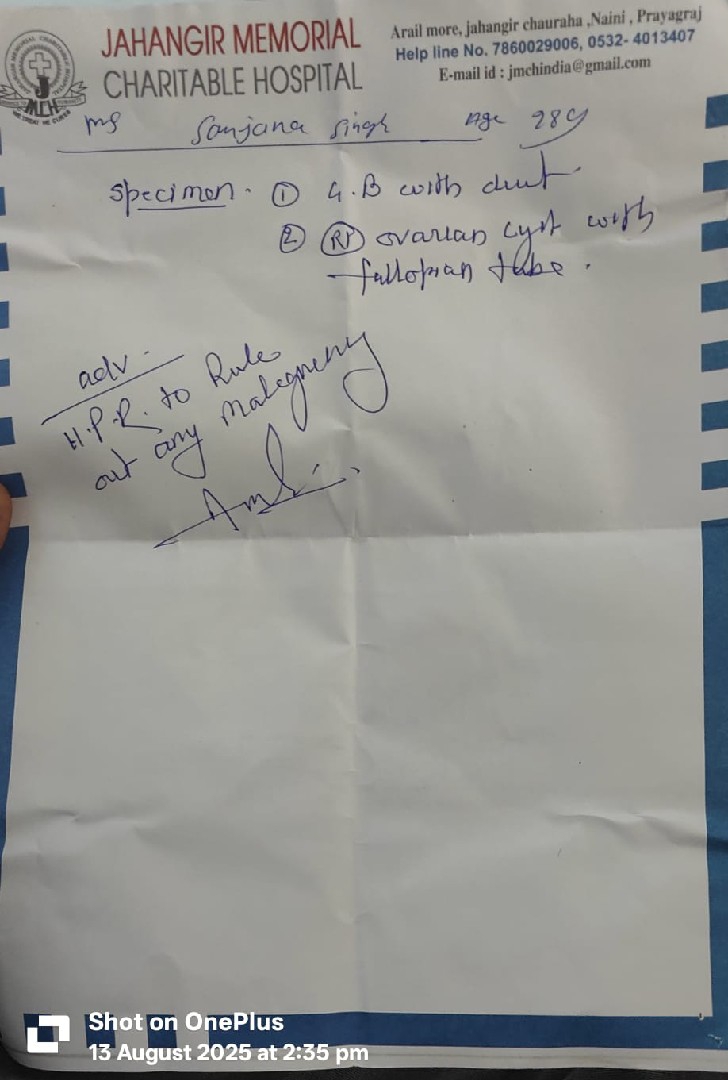 JAHANGIR MEMORIAL
CHARITABLE HOSPITAL
Arail more, jahangir chauraha ,Naini , Prayagraj
Help line No. 7860029006, 0532- 4013407
E-mail id : jmchindia@gmail.com
JMCH
Ms Sanjana Singh Age 28y
Specimen. ① G.B with duct.
② (Rt) ovarian cyst with
fallopian tube.
adv.
H.P.R. to Rule
out any Malegnency
Shot on OnePlus
13 August 2025 at 2:35 pm